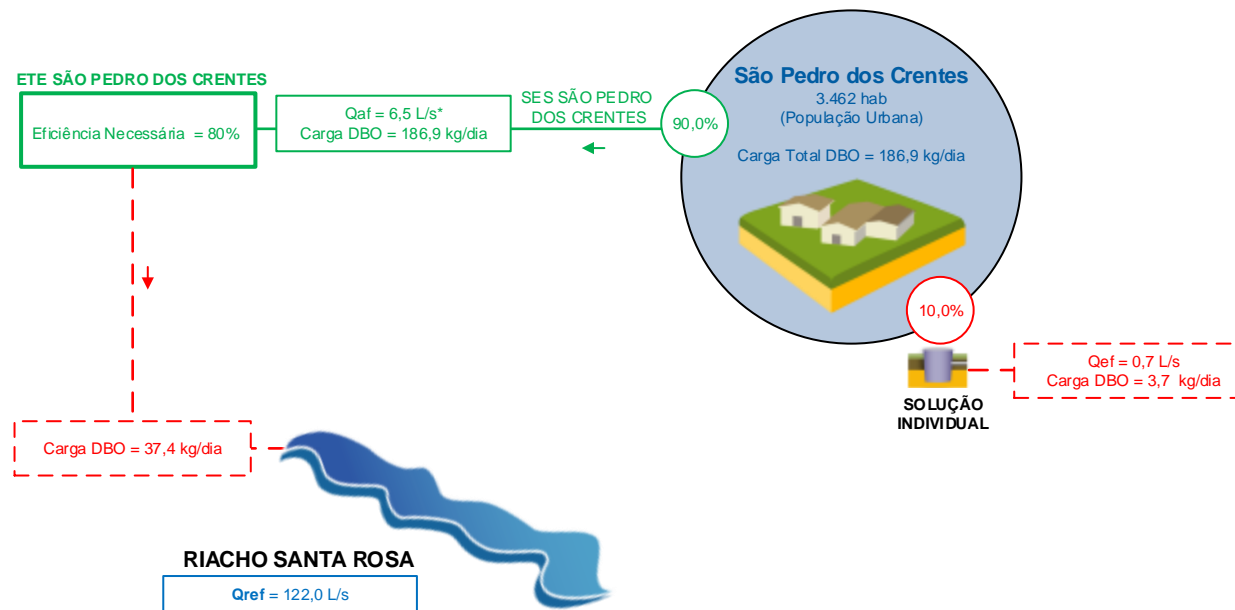 ETE SÃO PEDRO DOS CRENTES
Eficiência Necessária = 80%
Qaf = 6,5 L/s*
Carga DBO = 186,9 kg/dia
SES SÃO PEDRO
DOS CRENTES
90,0%
São Pedro dos Crentes
3.462 hab
(População Urbana)
Carga Total DBO = 186,9 kg/dia
10,0%
SOLUÇÃO
INDIVIDUAL
Qef = 0,7 L/s
Carga DBO = 3,7 kg/dia
Carga DBO = 37,4 kg/dia
RIACHO SANTA ROSA
Qref = 122,0 L/s